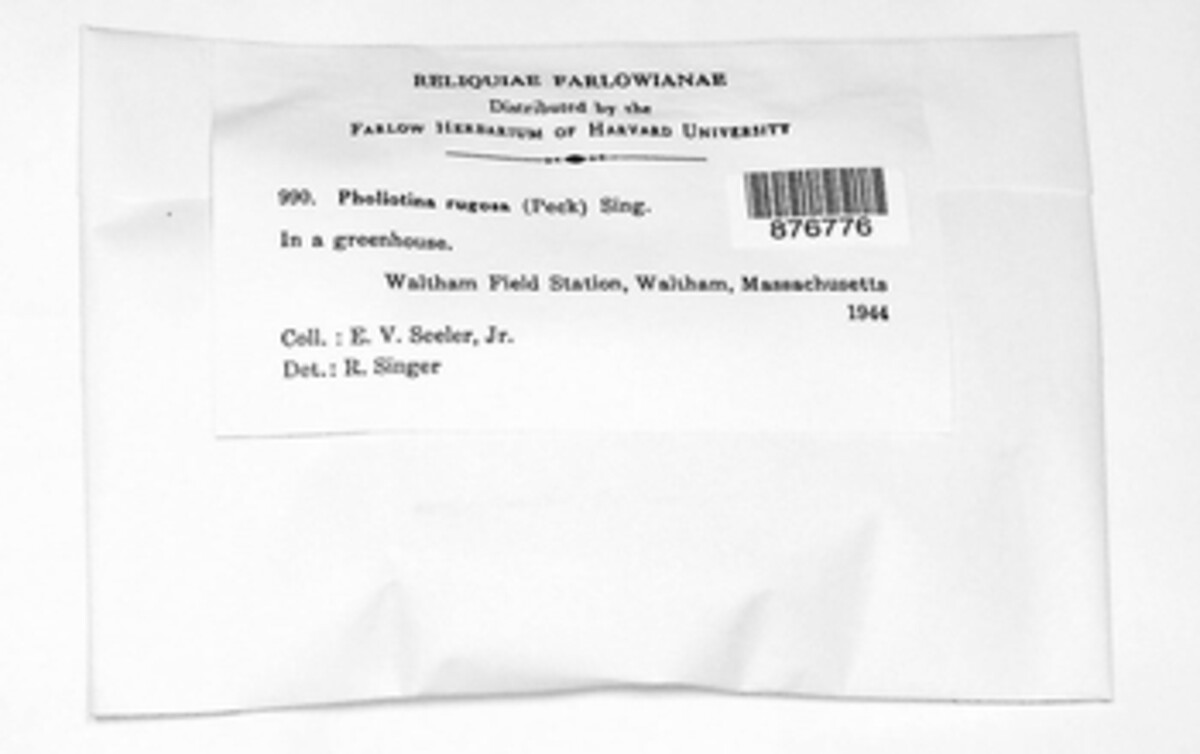 RELIQUIAE FARLOWIANAE
Distributed by the
FARLOW HERBARIUM OF HARVARD UNIVERSITY
990. Pholiotina rugosa (Peck) Sing.
876776
In a greenhouse.
Waltham Field Station, Waltham, Massachusetts
1944
Coll. : E. V. Seeler, Jr.
Det. : R. Singer